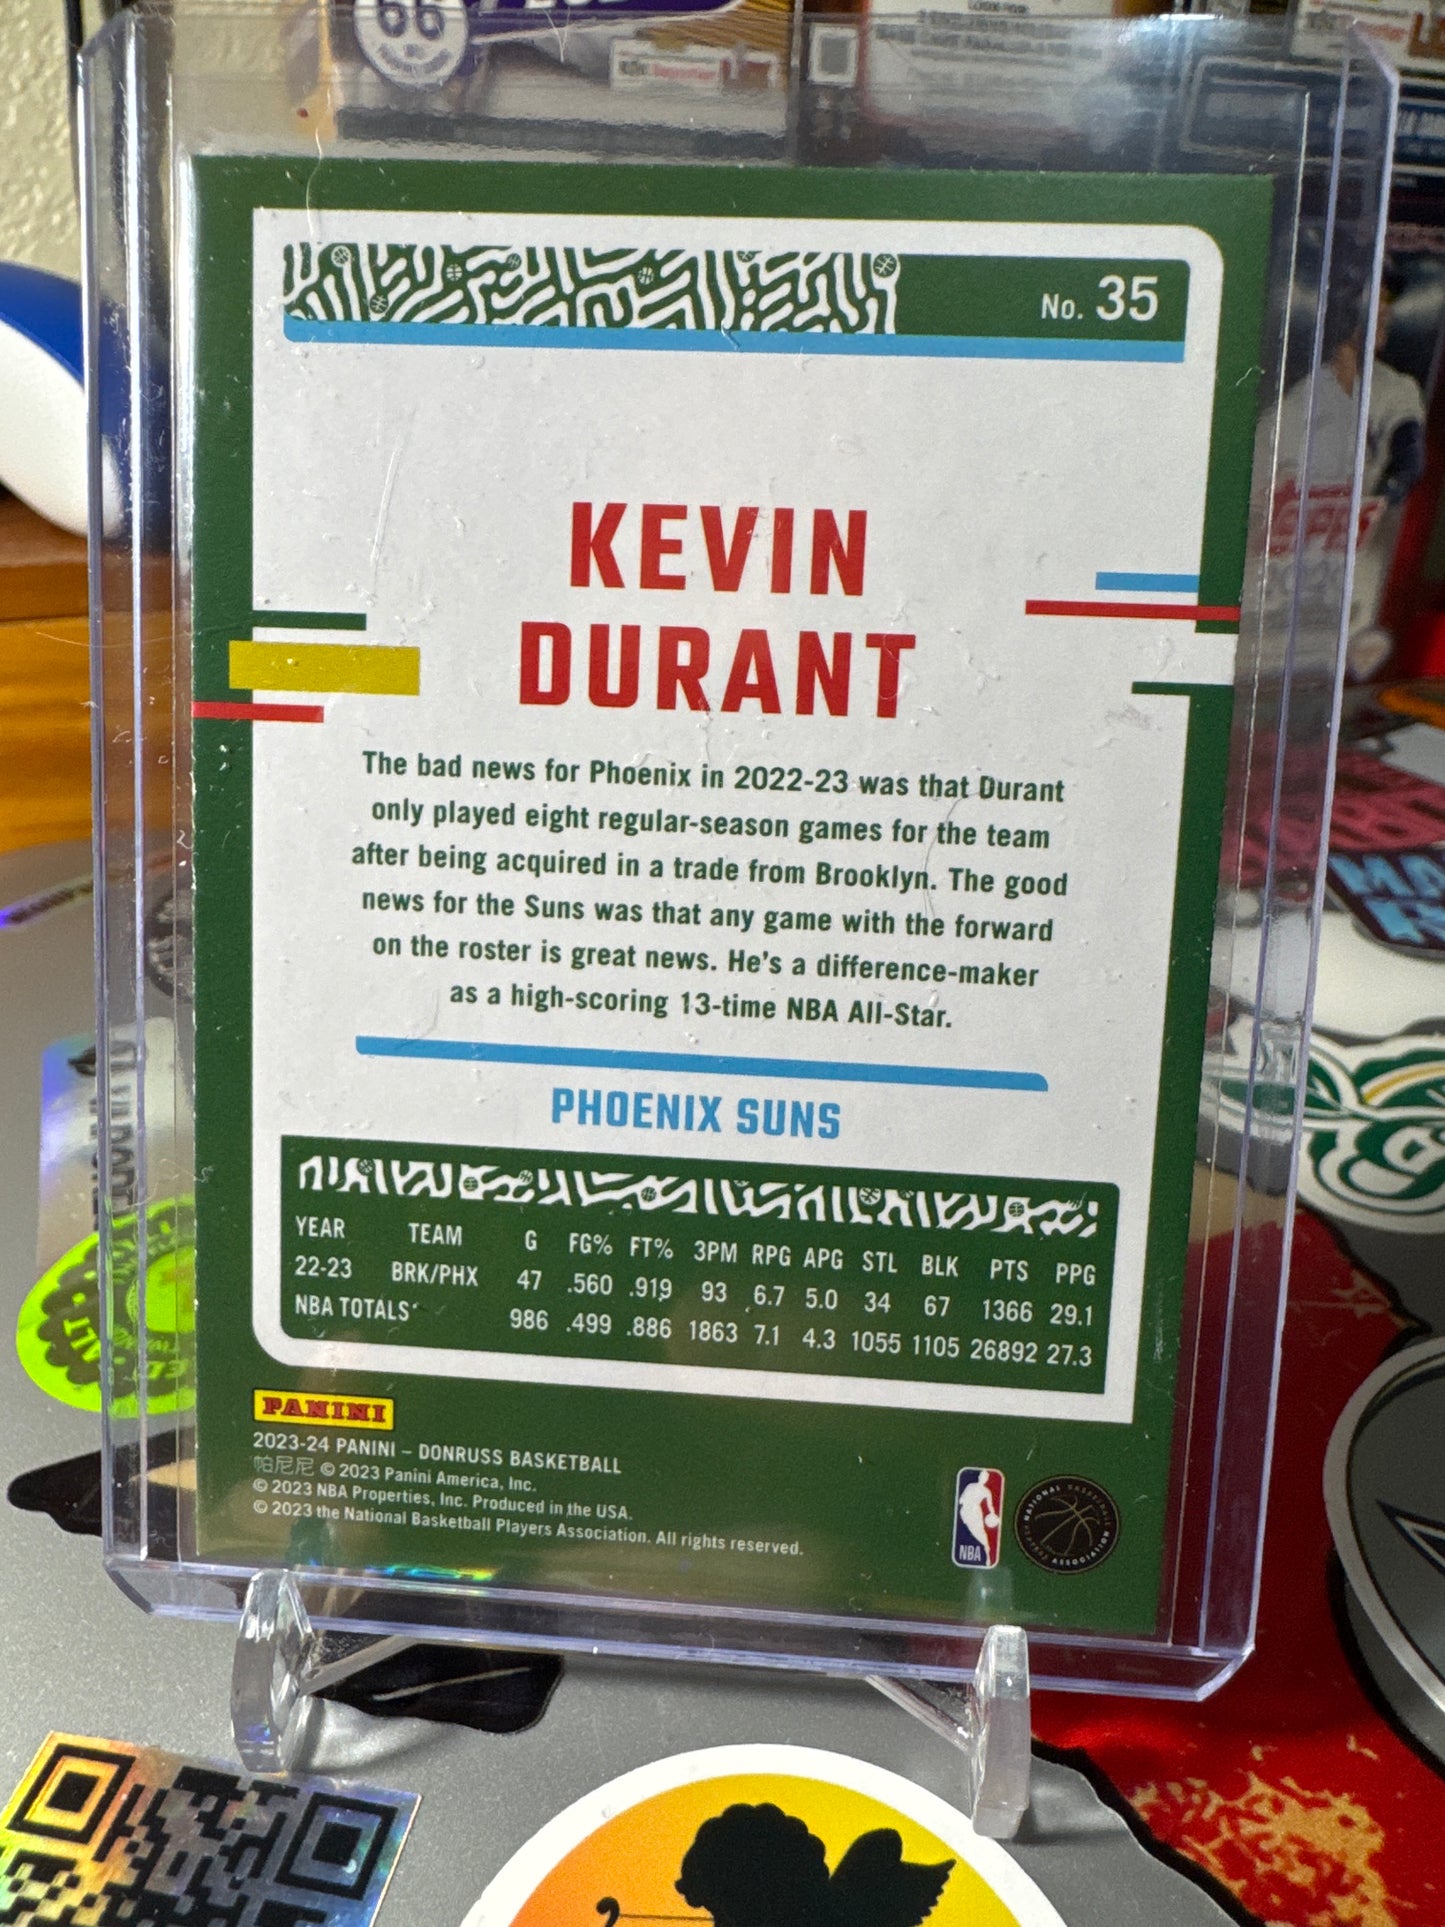 66
No. 35
KEVIN
DURANT
The bad news for Phoenix in 2022-23 was that Durant
only played eight regular-season games for the team
after being acquired in a trade from Brooklyn. The good
news for the Suns was that any game with the forward
on the roster is great news. He's a difference-maker
as a high-scoring 13-time NBA All-Star.
PHOENIX SUNS
YEAR TEAM G FG% FT% 3PM RPG APG STL BLK PTS PPG
22-23 BRK/PHX 47 .560 .919 93 6.7 5.0 34 67 1366 29.1
NBA TOTALS 986 .499 .886 1863 7.1 4.3 1055 1105 26892 27.3
PANINI
2023-24 PANINI – DONRUSS BASKETBALL
帕尼尼 © 2023 Panini America, Inc.
© 2023 NBA Properties, Inc. Produced in the USA.
© 2023 the National Basketball Players Association. All rights reserved.
NBA
NATIONAL BASKETBALL
ASSOCIATION
Topps